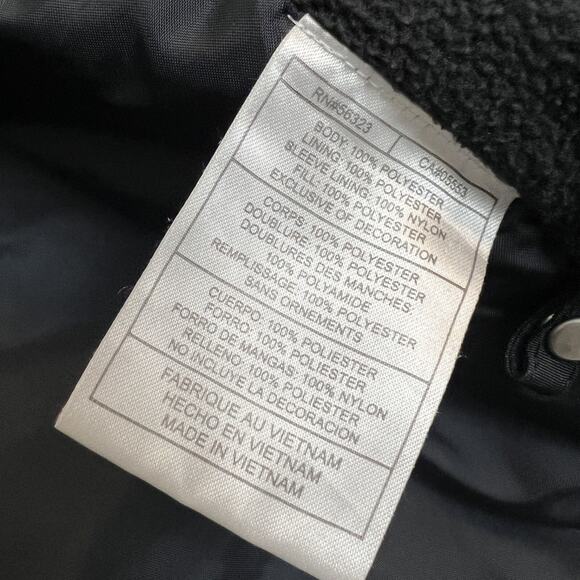 RN#56323 CA#05553
BODY: 100% POLYESTER
LINING: 100% POLYESTER
SLEEVE LINING: 100% NYLON
FILL: 100% POLYESTER
EXCLUSIVE OF DECORATION
CORPS: 100% POLYESTER
DOUBLURE: 100% POLYESTER
DOUBLURES DES MANCHES:
100% POLYAMIDE
REMPLISSAGE: 100% POLYESTER
SANS ORNEMENTS
CUERPO: 100% POLIESTER
FORRO: 100% POLIESTER
FORRO DE MANGAS: 100% NYLON
RELLENO: 100% POLIESTER
NO INCLUYE LA DECORACION
FABRIQUE AU VIETNAM
HECHO EN VIETNAM
MADE IN VIETNAM